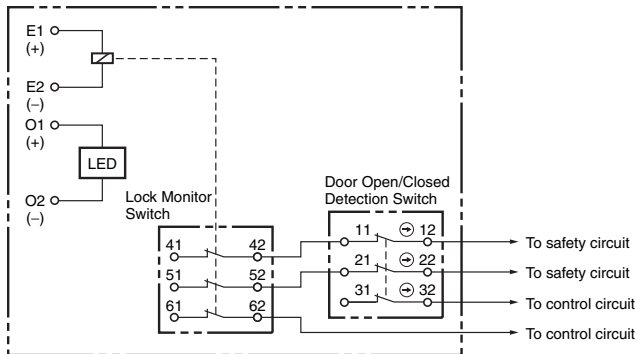 E1
(+)
E2
(–)
O1
(+)
LED
O2
(–)
Lock Monitor
Switch
Door Open/Closed
Detection Switch
41 42
51 52
61 62
11 12
21 22
31 32
To safety circuit
To safety circuit
To control circuit
To control circuit